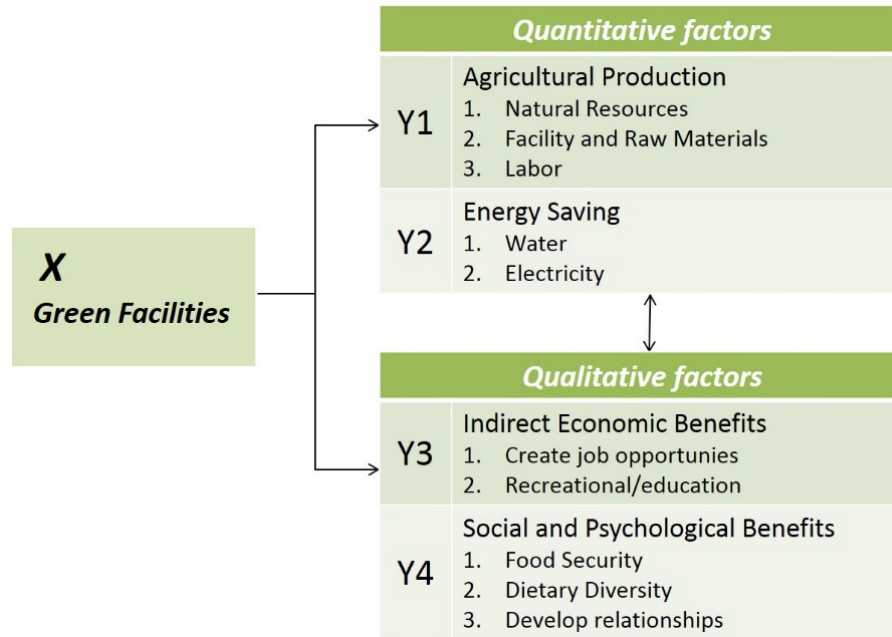 X
Green Facilities
Quantitative factors
Y1
Agricultural Production
1. Natural Resources
2. Facility and Raw Materials
3. Labor
Y2
Energy Saving
1. Water
2. Electricity
Qualitative factors
Y3
Indirect Economic Benefits
1. Create job opportunies
2. Recreational/education
Y4
Social and Psychological Benefits
1. Food Security
2. Dietary Diversity
3. Develop relationships